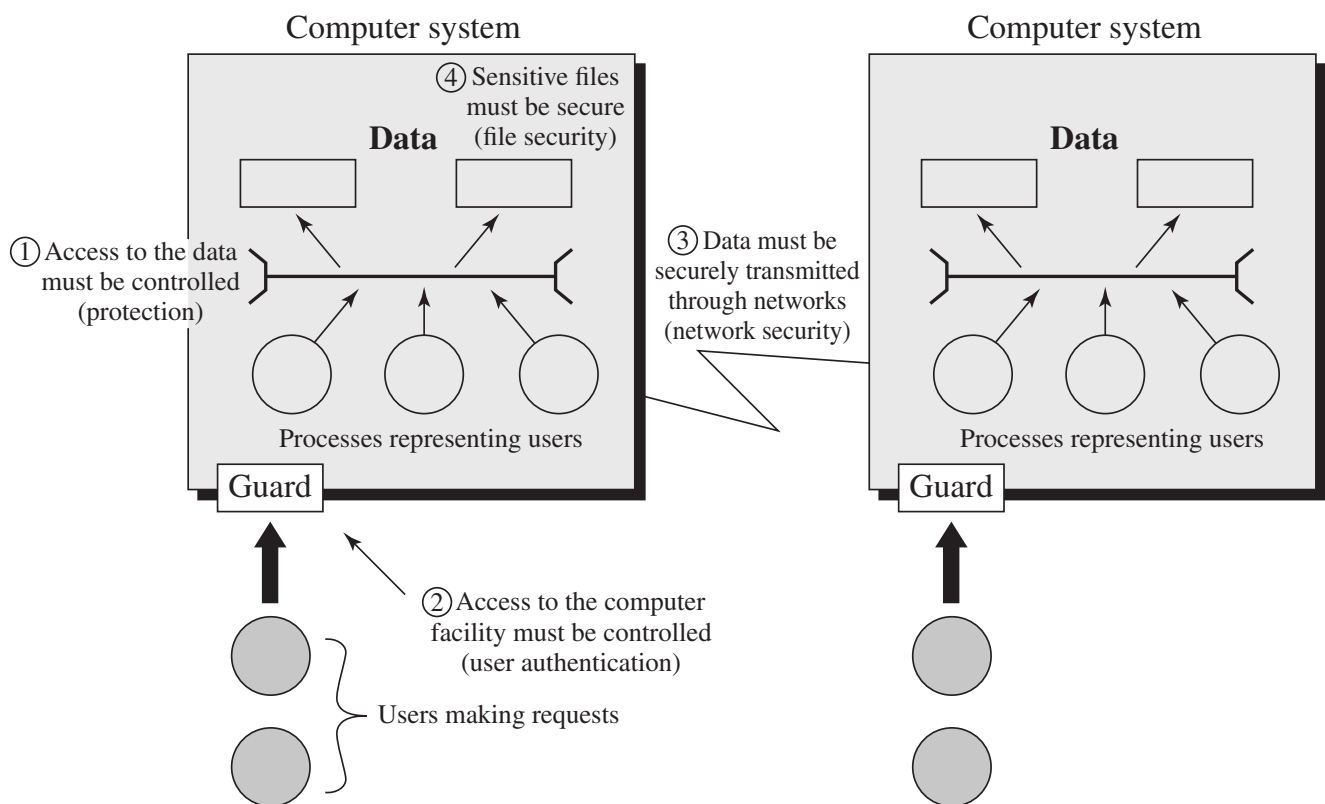 Computer system
④ Sensitive files
must be secure
(file security)
Data
① Access to the data
must be controlled
(protection)
Processes representing users
Guard
② Access to the computer
facility must be controlled
(user authentication)
Users making requests
③ Data must be
securely transmitted
through networks
(network security)
Computer system
Data
Processes representing users
Guard